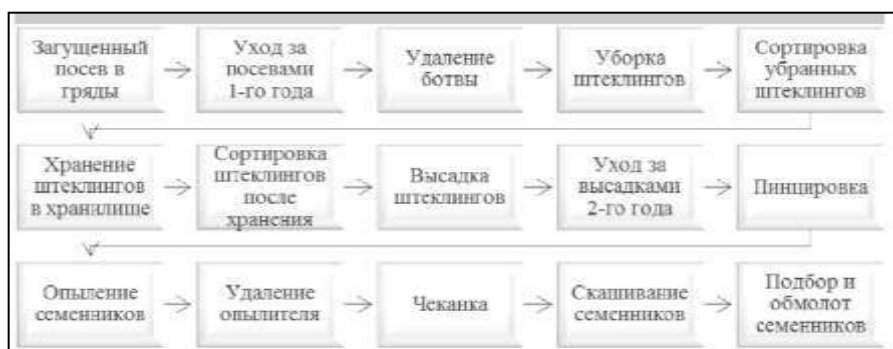 Загущенный
посев в
гряды
Уход за
посевами
1-го года
Удаление
ботвы
Уборка
штеклингов
Сортировка
убранных
штеклингов
Хранение
штеклингов
в хранилище
Сортировка
штеклингов
после
хранения
Высадка
штеклингов
Уход за
высадками
2-го года
Пинцировка
Опыление
семенников
Удаление
опылителя
Чеканка
Скашивание
семенников
Подбор и
обмолот
семенников